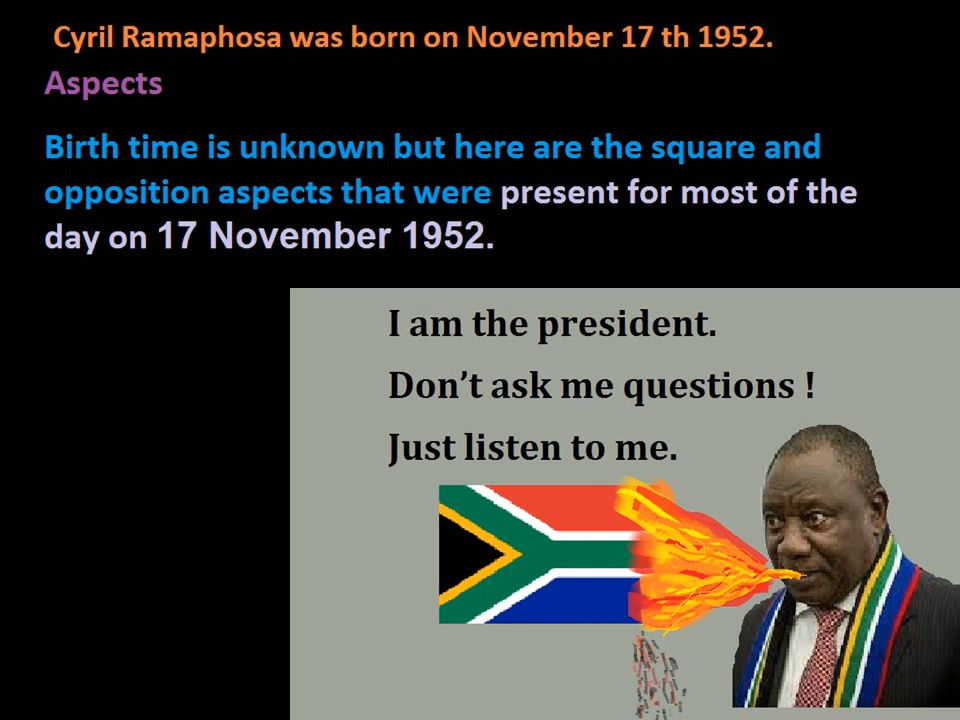 Cyril Ramaphosa was born on November 17 th 1952.
Aspects
Birth time is unknown but here are the square and
opposition aspects that were present for most of the
day on 17 November 1952.
I am the president.
Don’t ask me questions !
Just listen to me.